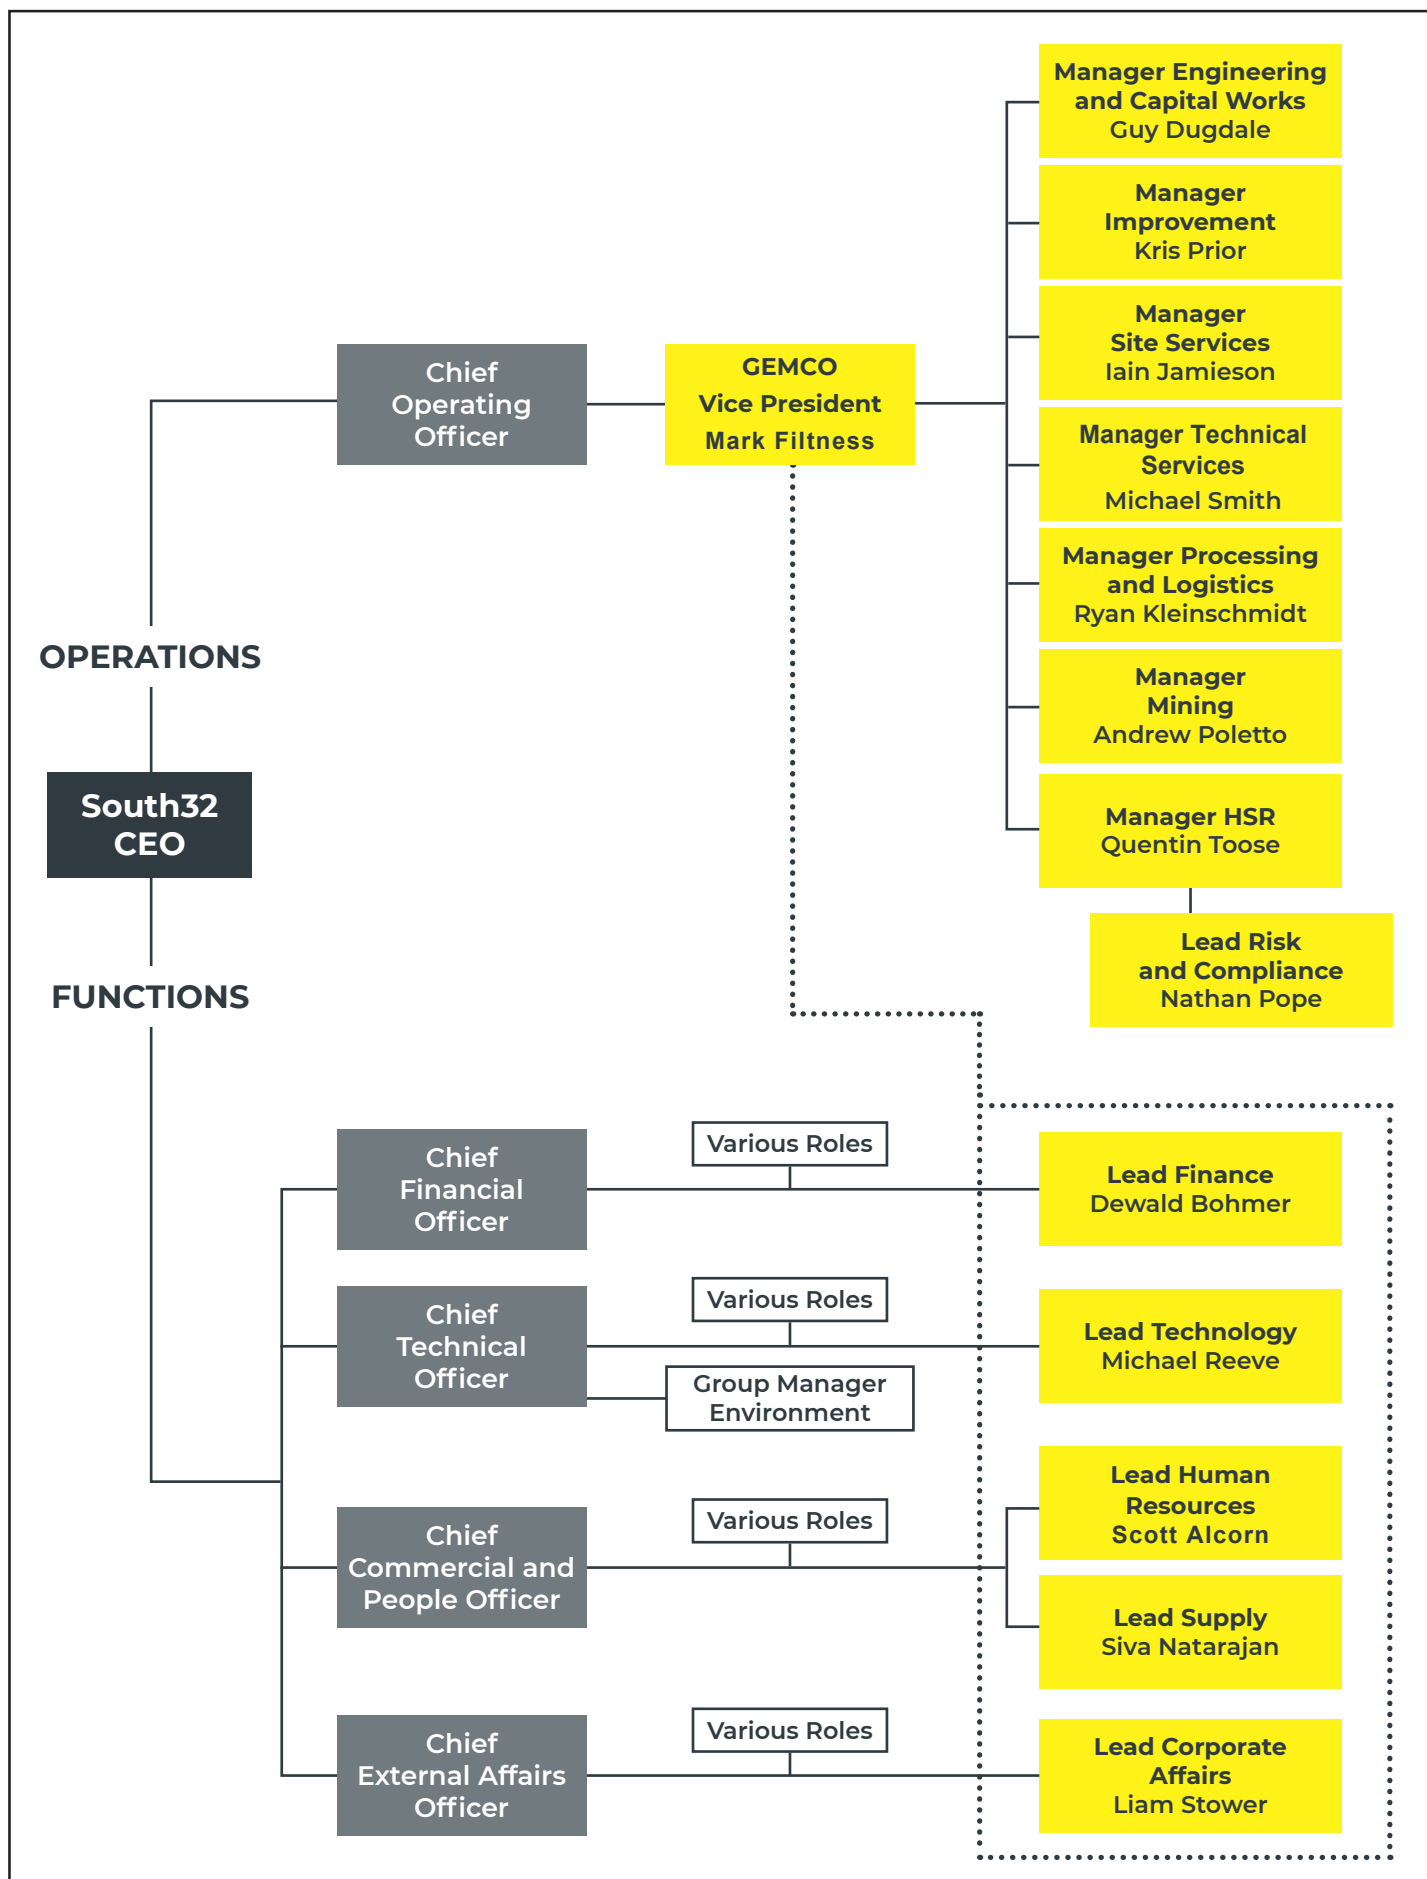 Manager Engineering
and Capital Works
Guy Dugdale
Manager
Improvement
Kris Prior
Manager
Site Services
Iain Jamieson
Chief
Operating
Officer
GEMCO
Vice President
Mark Filtness
Manager Technical
Services
Michael Smith
Manager Processing
and Logistics
Ryan Kleinschmidt
OPERATIONS
Manager
Mining
Andrew Poletto
South32
CEO
Manager HSR
Quentin Toose
Lead Risk
and Compliance
Nathan Pope
FUNCTIONS
Chief
Financial
Officer
Various Roles
Lead Finance
Dewald Bohmer
Chief
Technical
Officer
Various Roles
Group Manager
Environment
Lead Technology
Michael Reeve
Chief
Commercial and
People Officer
Various Roles
Lead Human
Resources
Scott Alcorn
Lead Supply
Siva Natarajan
Chief
External Affairs
Officer
Various Roles
Lead Corporate
Affairs
Liam Stower